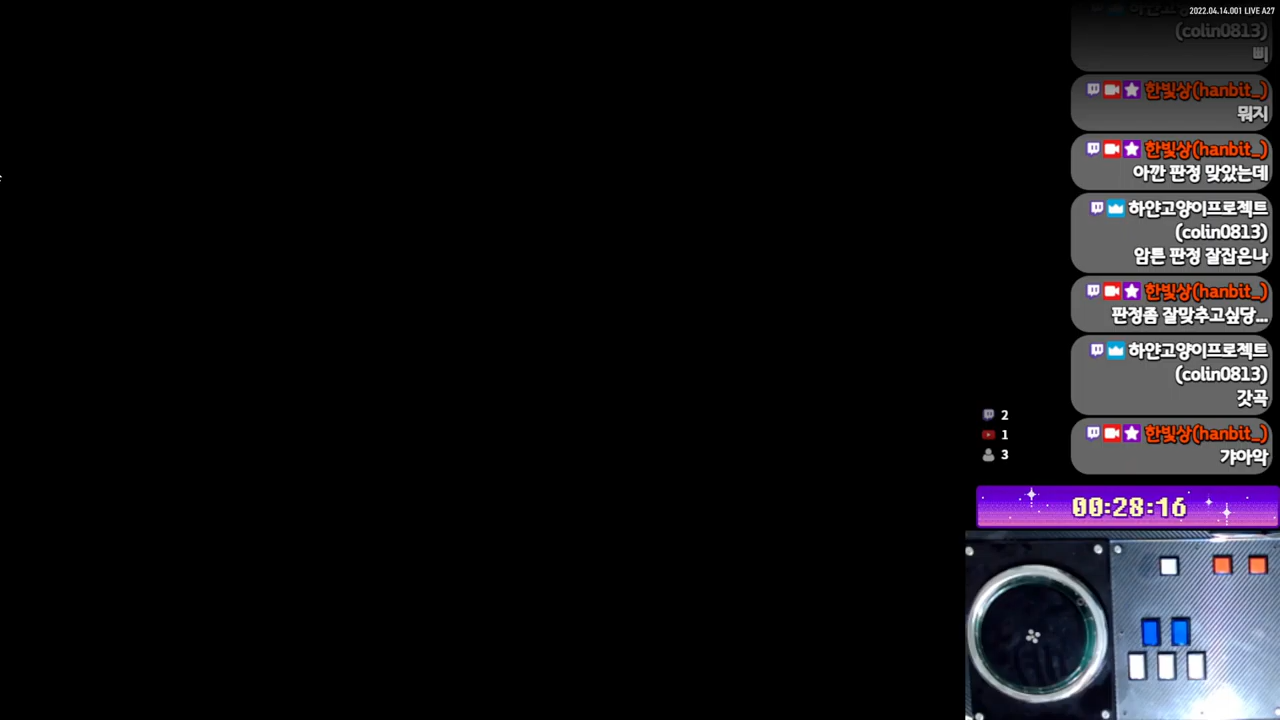 2022.04.14.001 LIVE A27
(colin0813)
삐
한빛상(hanbit_)
뭐지
한빛상(hanbit_)
아깐 판정 맞았는데
하얀고양이프로젝트
(colin0813)
암튼 판정 잘잡은나
한빛상(hanbit_)
판정좀 잘맞추고싶당...
하얀고양이프로젝트
(colin0813)
갓곡
한빛상(hanbit_)
갸아악
2
1
3
00:28:16